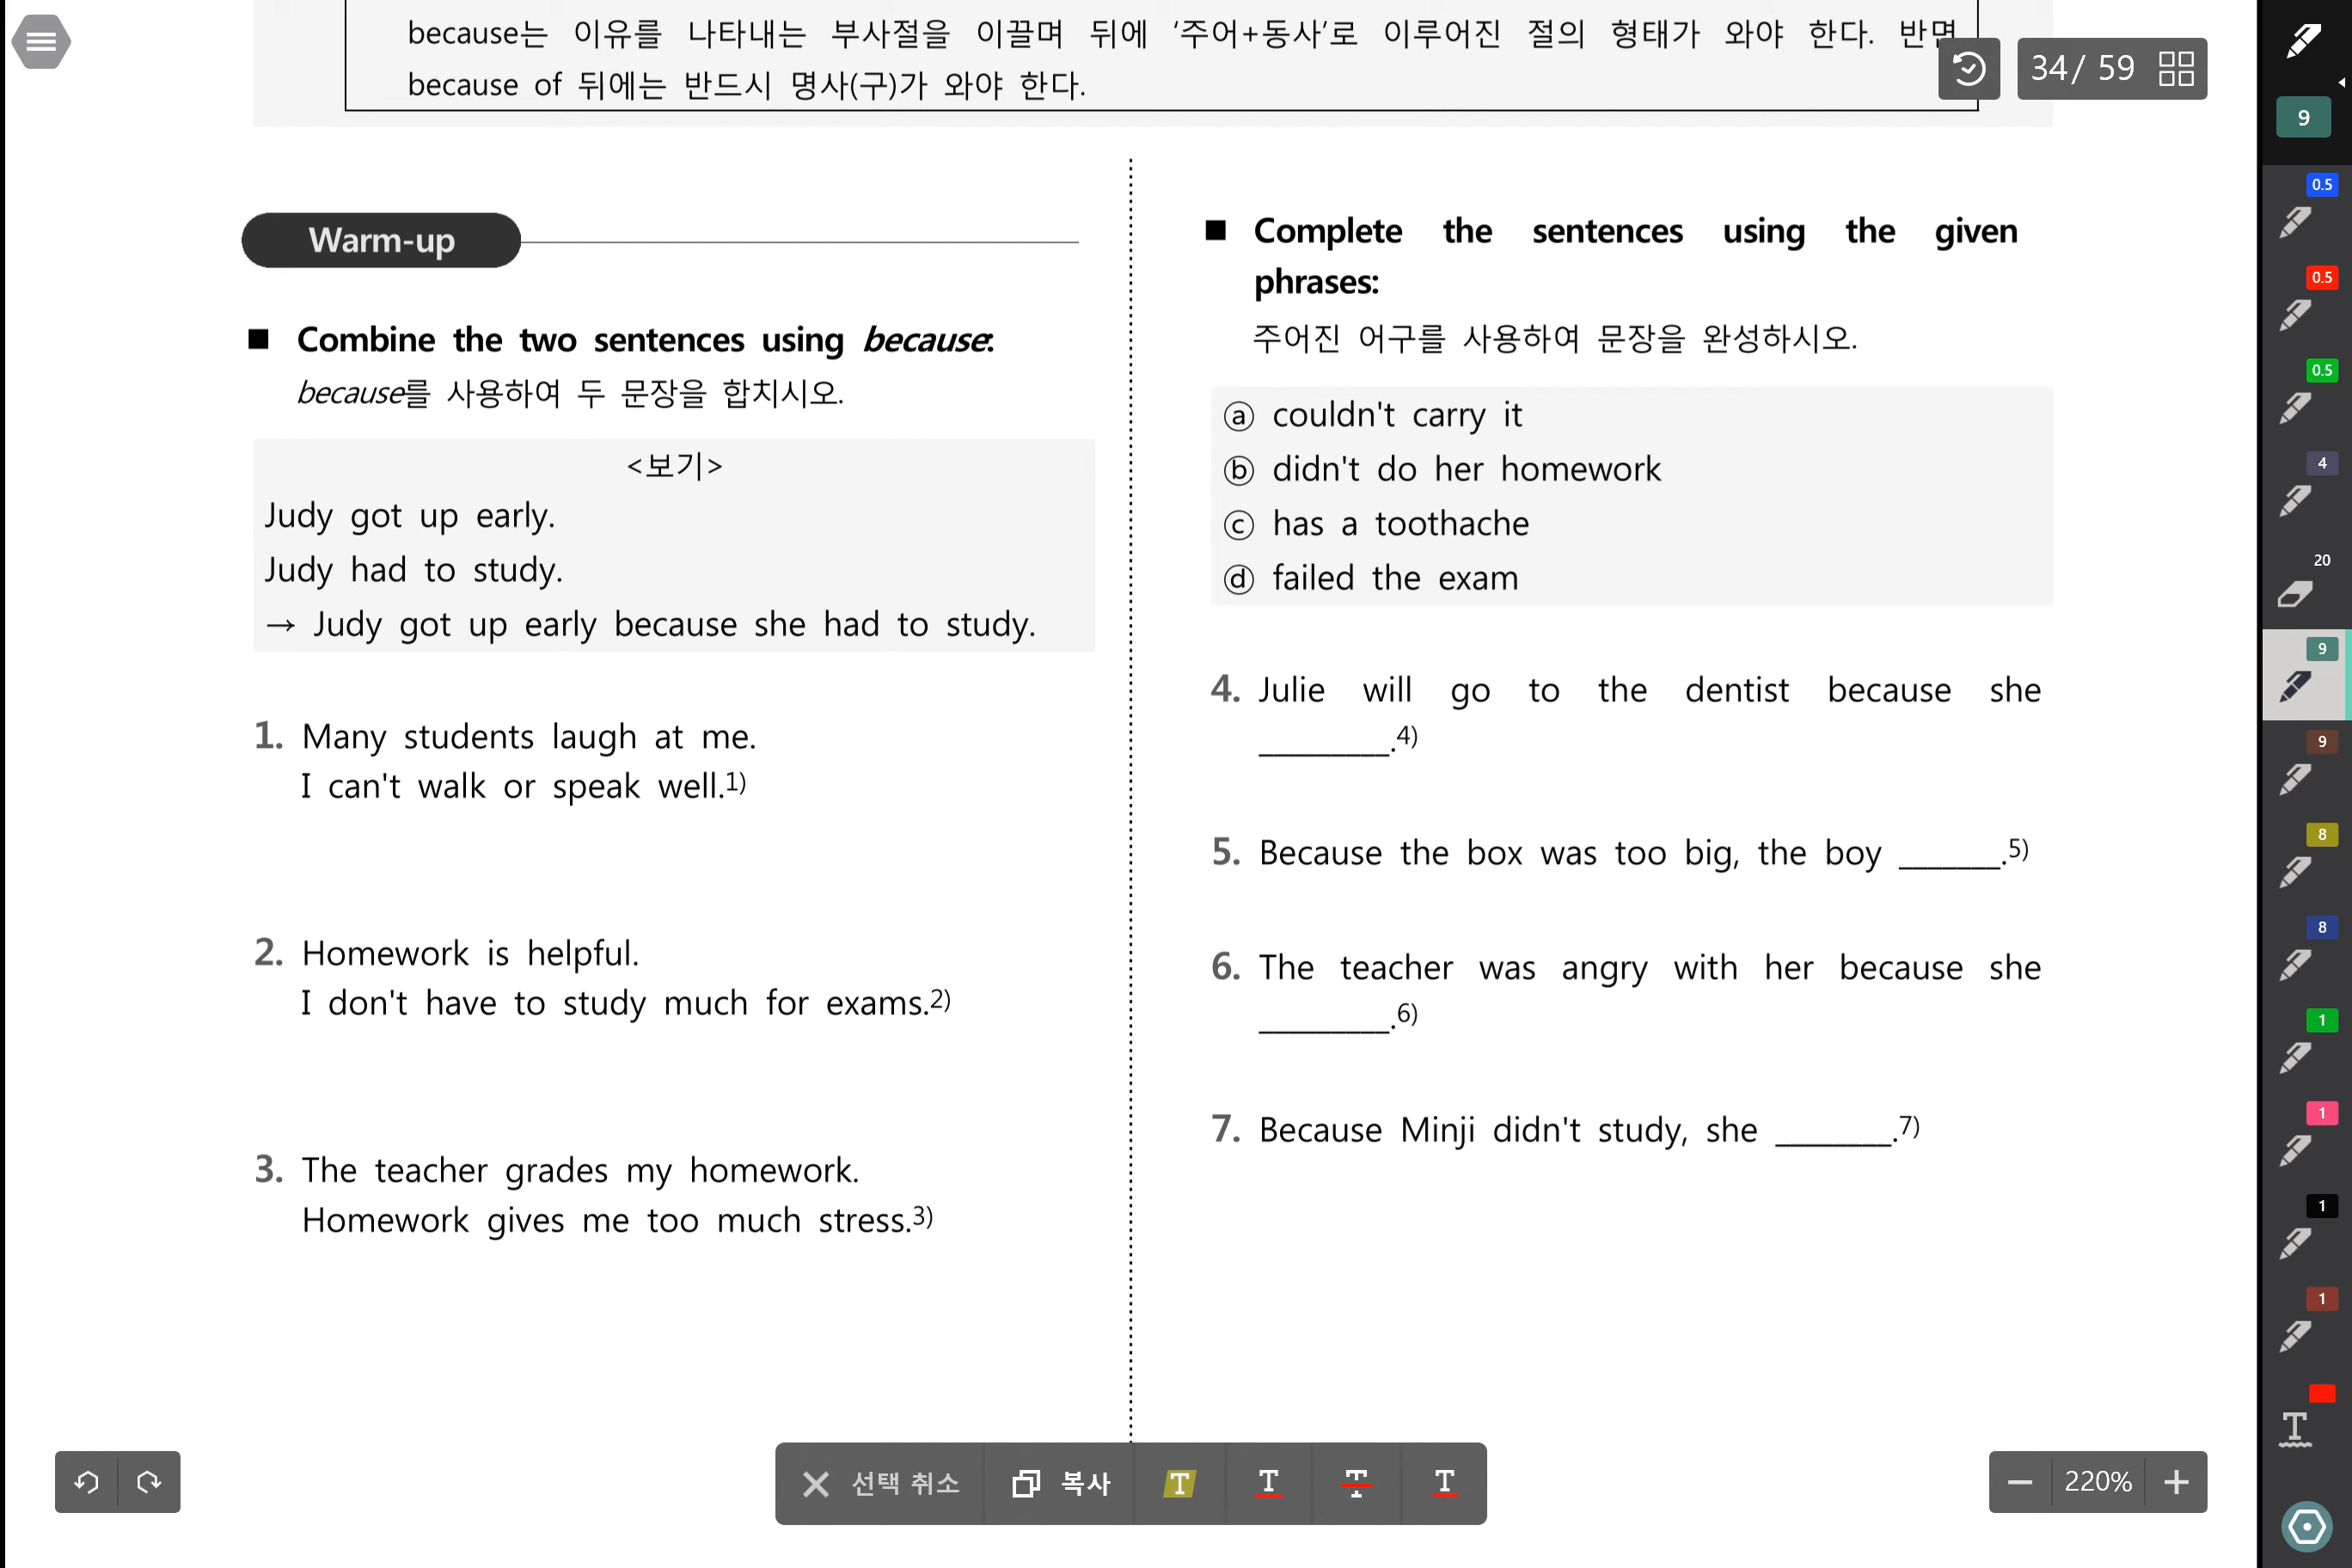 because는 이유를 나타내는 부사절을 이끌며 뒤에 ‘주어+동사’로 이루어진 절의 형태가 와야 한다. 반면
because of 뒤에는 반드시 명사(구)가 와야 한다.
34/ 59
Warm-up
■ Combine the two sentences using because:
because를 사용하여 두 문장을 합치시오.
<보기>
Judy got up early.
Judy had to study.
→ Judy got up early because she had to study.
1. Many students laugh at me.
I can't walk or speak well.1)
2. Homework is helpful.
I don't have to study much for exams.2)
3. The teacher grades my homework.
Homework gives me too much stress.3)
■ Complete the sentences using the given
phrases:
주어진 어구를 사용하여 문장을 완성하시오.
ⓐ couldn't carry it
ⓑ didn't do her homework
ⓒ has a toothache
ⓓ failed the exam
4. Julie will go to the dentist because she
_________.4)
5. Because the box was too big, the boy _______.5)
6. The teacher was angry with her because she
_________.6)
7. Because Minji didn't study, she ________.7)
선택 취소 복사 T T T T
220%
9
0.5
0.5
0.5
4
20
9
9
8
8
1
1
1
1
T